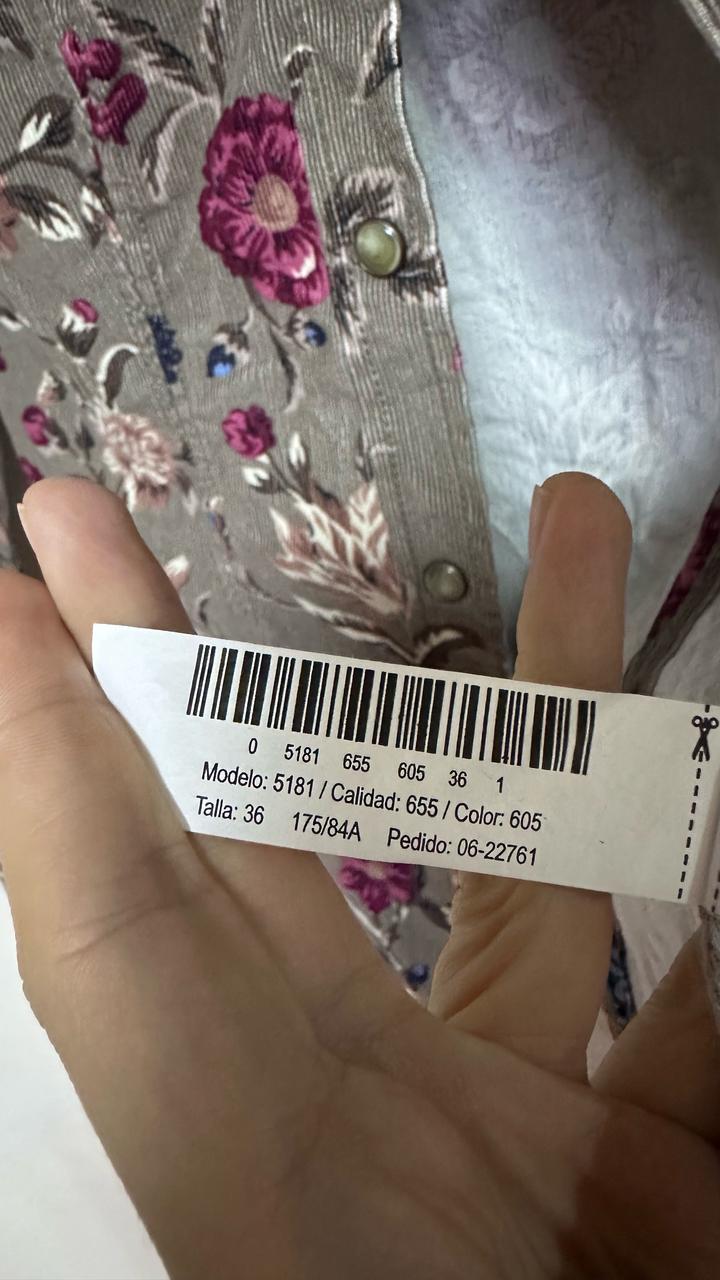 0 5181 655 605 36 1
Modelo: 5181 / Calidad: 655 / Color: 605
Talla: 36 175/84A Pedido: 06-22761